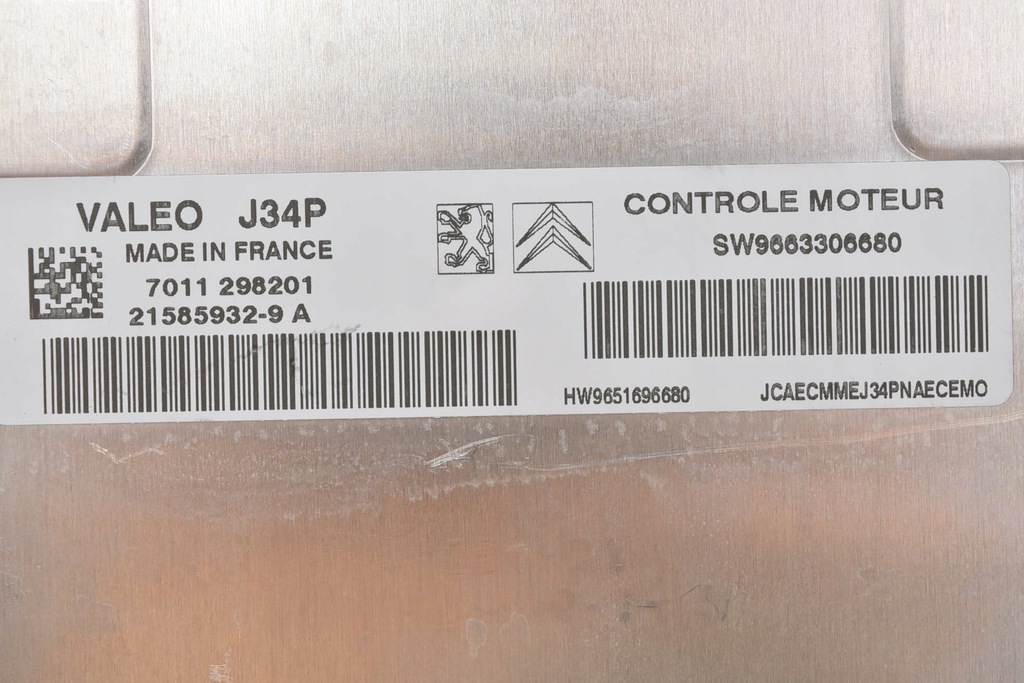 VALEO J34P
MADE IN FRANCE
7011 298201
21585932-9 A
CONTROLE MOTEUR
SW9663306680
HW9651696680
JCAECMMEJ34PNAECEMO